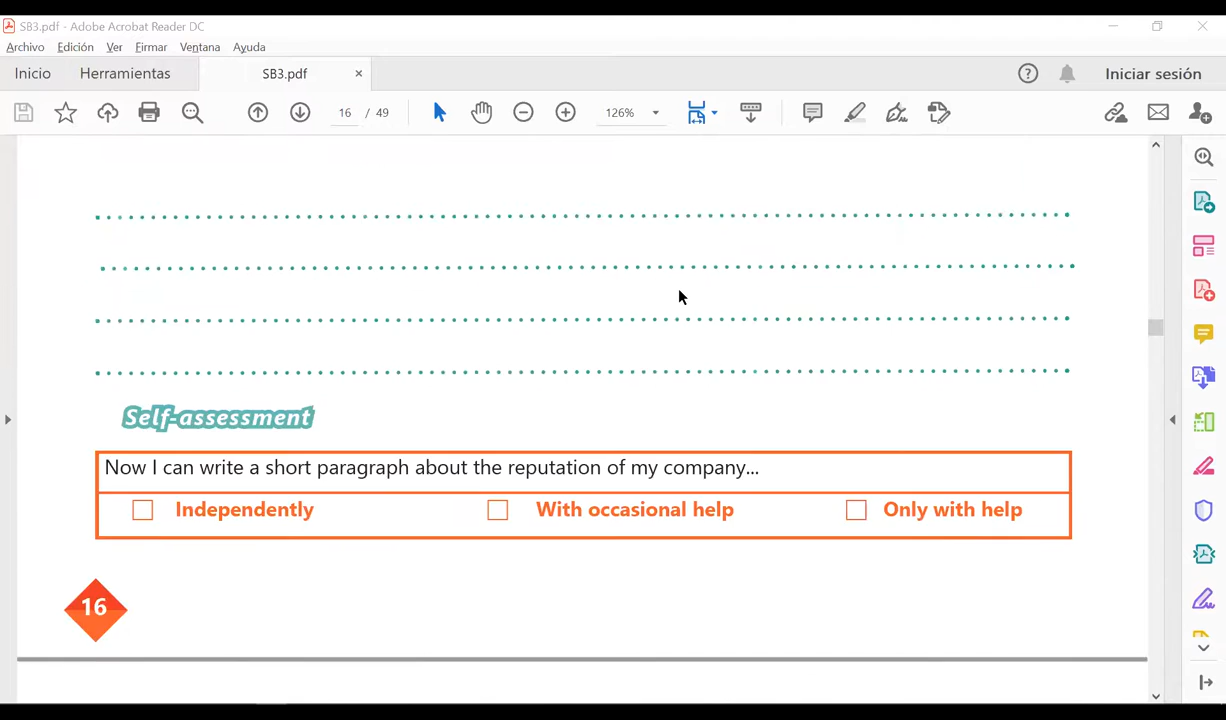 SB3.pdf - Adobe Acrobat Reader DC
Archivo Edición Ver Firmar Ventana Ayuda
Inicio Herramientas SB3.pdf × Iniciar sesión
16 / 49 126%
Self-assessment
Now I can write a short paragraph about the reputation of my company...
Independently With occasional help Only with help
16